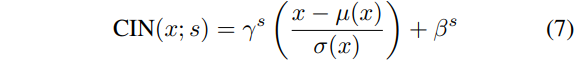 CIN(x; s) = γ^s ( (x − μ(x)) / σ(x) ) + β^s (7)